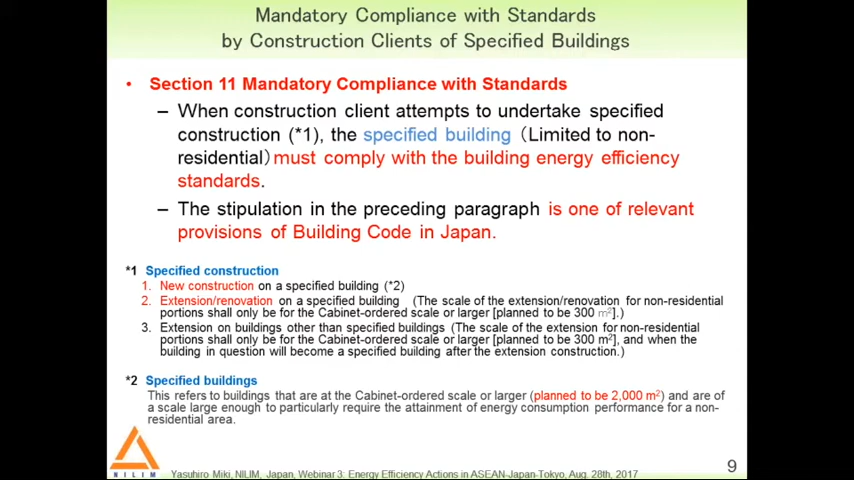 Mandatory Compliance with Standards
by Construction Clients of Specified Buildings
• Section 11 Mandatory Compliance with Standards
– When construction client attempts to undertake specified
construction (*1), the specified building (Limited to non-
residential) must comply with the building energy efficiency
standards.
– The stipulation in the preceding paragraph is one of relevant
provisions of Building Code in Japan.
*1 Specified construction
1. New construction on a specified building (*2)
2. Extension/renovation on a specified building (The scale of the extension/renovation for non-residential
portions shall only be for the Cabinet-ordered scale or larger [planned to be 300 m²].)
3. Extension on buildings other than specified buildings (The scale of the extension for non-residential
portions shall only be for the Cabinet-ordered scale or larger [planned to be 300 m²], and when the
building in question will become a specified building after the extension construction.)
*2 Specified buildings
This refers to buildings that are at the Cabinet-ordered scale or larger (planned to be 2,000 m²) and are of
a scale large enough to particularly require the attainment of energy consumption performance for a non-
residential area.
NILIM
Yasuhiro Miki, NILIM, Japan, Webinar 3: Energy Efficiency Actions in ASEAN-Japan-Tokyo, Aug. 28th, 2017
9